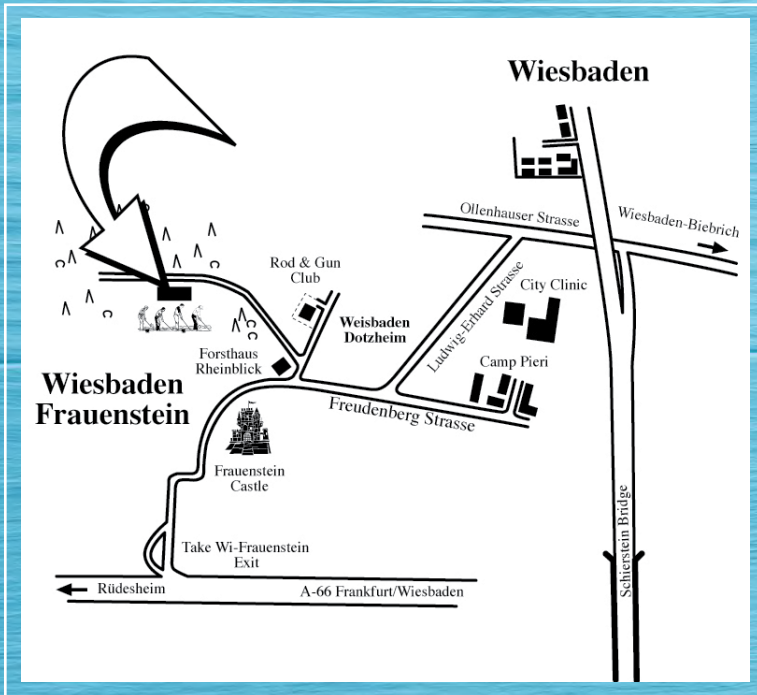 Wiesbaden
Ollenhauser Strasse
Wiesbaden-Biebrich
Rod & Gun
Club
City Clinic
Weisbaden
Dotzheim
Ludwig-Erhard Strasse
Camp Pieri
Forsthaus
Rheinblick
Wiesbaden
Frauenstein
Freudenberg Strasse
Frauenstein
Castle
Schierstein Bridge
Take Wi-Frauenstein
Exit
Rüdesheim
A-66 Frankfurt/Wiesbaden